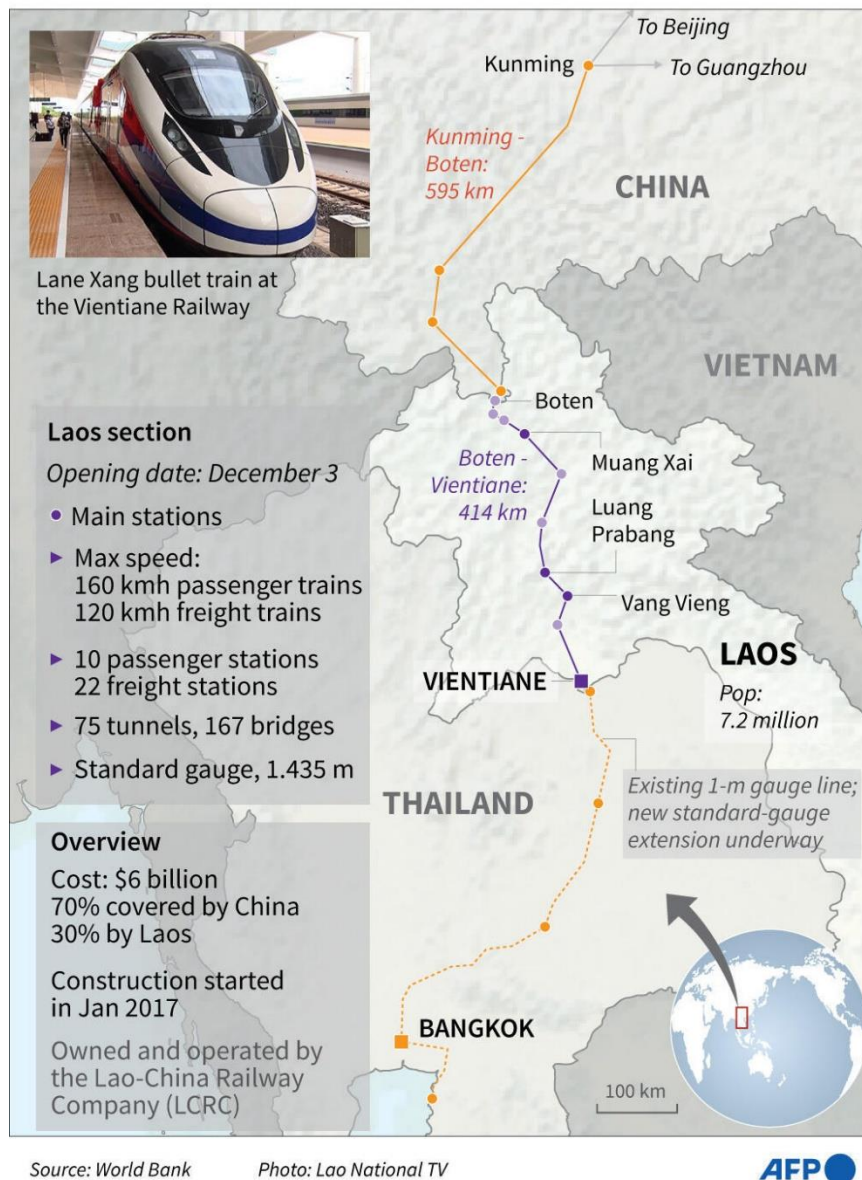 To Beijing
Kunming
To Guangzhou
Kunming -
Boten:
595 km
CHINA
Lane Xang bullet train at
the Vientiane Railway
VIETNAM
Boten
Laos section
Opening date: December 3
Main stations
Max speed:
160 kmh passenger trains
120 kmh freight trains
10 passenger stations
22 freight stations
75 tunnels, 167 bridges
Standard gauge, 1.435 m
Boten -
Vientiane:
414 km
Muang Xai
Luang
Prabang
Vang Vieng
LAOS
Pop:
7.2 million
VIENTIANE
THAILAND
Existing 1-m gauge line;
new standard-gauge
extension underway
Overview
Cost: $6 billion
70% covered by China
30% by Laos
Construction started
in Jan 2017
Owned and operated by
the Lao-China Railway
Company (LCRC)
BANGKOK
100 km
Source: World Bank
Photo: Lao National TV
AFP